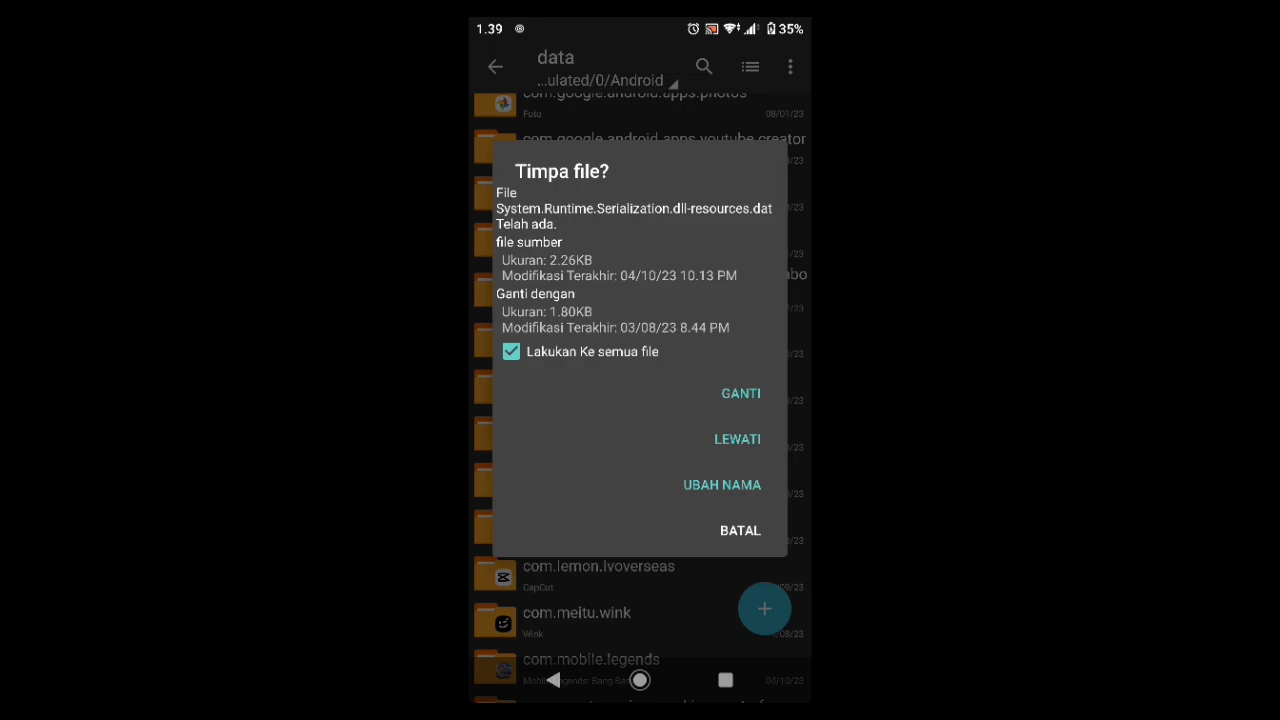 1.39
35%
data
...ulated/0/Android
com.google.android.apps.photos
Foto
08/01/23
com.google.android.apps.youtube.creator
Timpa file?
File
System.Runtime.Serialization.dll-resources.dat
Telah ada.
file sumber
Ukuran: 2.26KB
Modifikasi Terakhir: 04/10/23 10.13 PM
Ganti dengan
Ukuran: 1.80KB
Modifikasi Terakhir: 03/08/23 8.44 PM
Lakukan Ke semua file
GANTI
LEWATI
UBAH NAMA
BATAL
com.lemon.lvoverseas
CapCut
com.meitu.wink
Wink
com.mobile.legends
Mobile Legends: Bang Ban
04/10/23